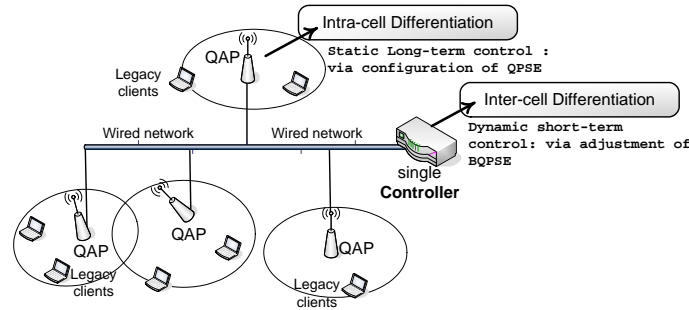 Intra-cell Differentiation
QAP
Static Long-term control :
via configuration of QPSE
Legacy
clients
Inter-cell Differentiation
Wired network
Wired network
Dynamic short-term
control: via adjustment of
BQPSE
single
Controller
QAP
QAP
QAP
Legacy
clients
Legacy
clients